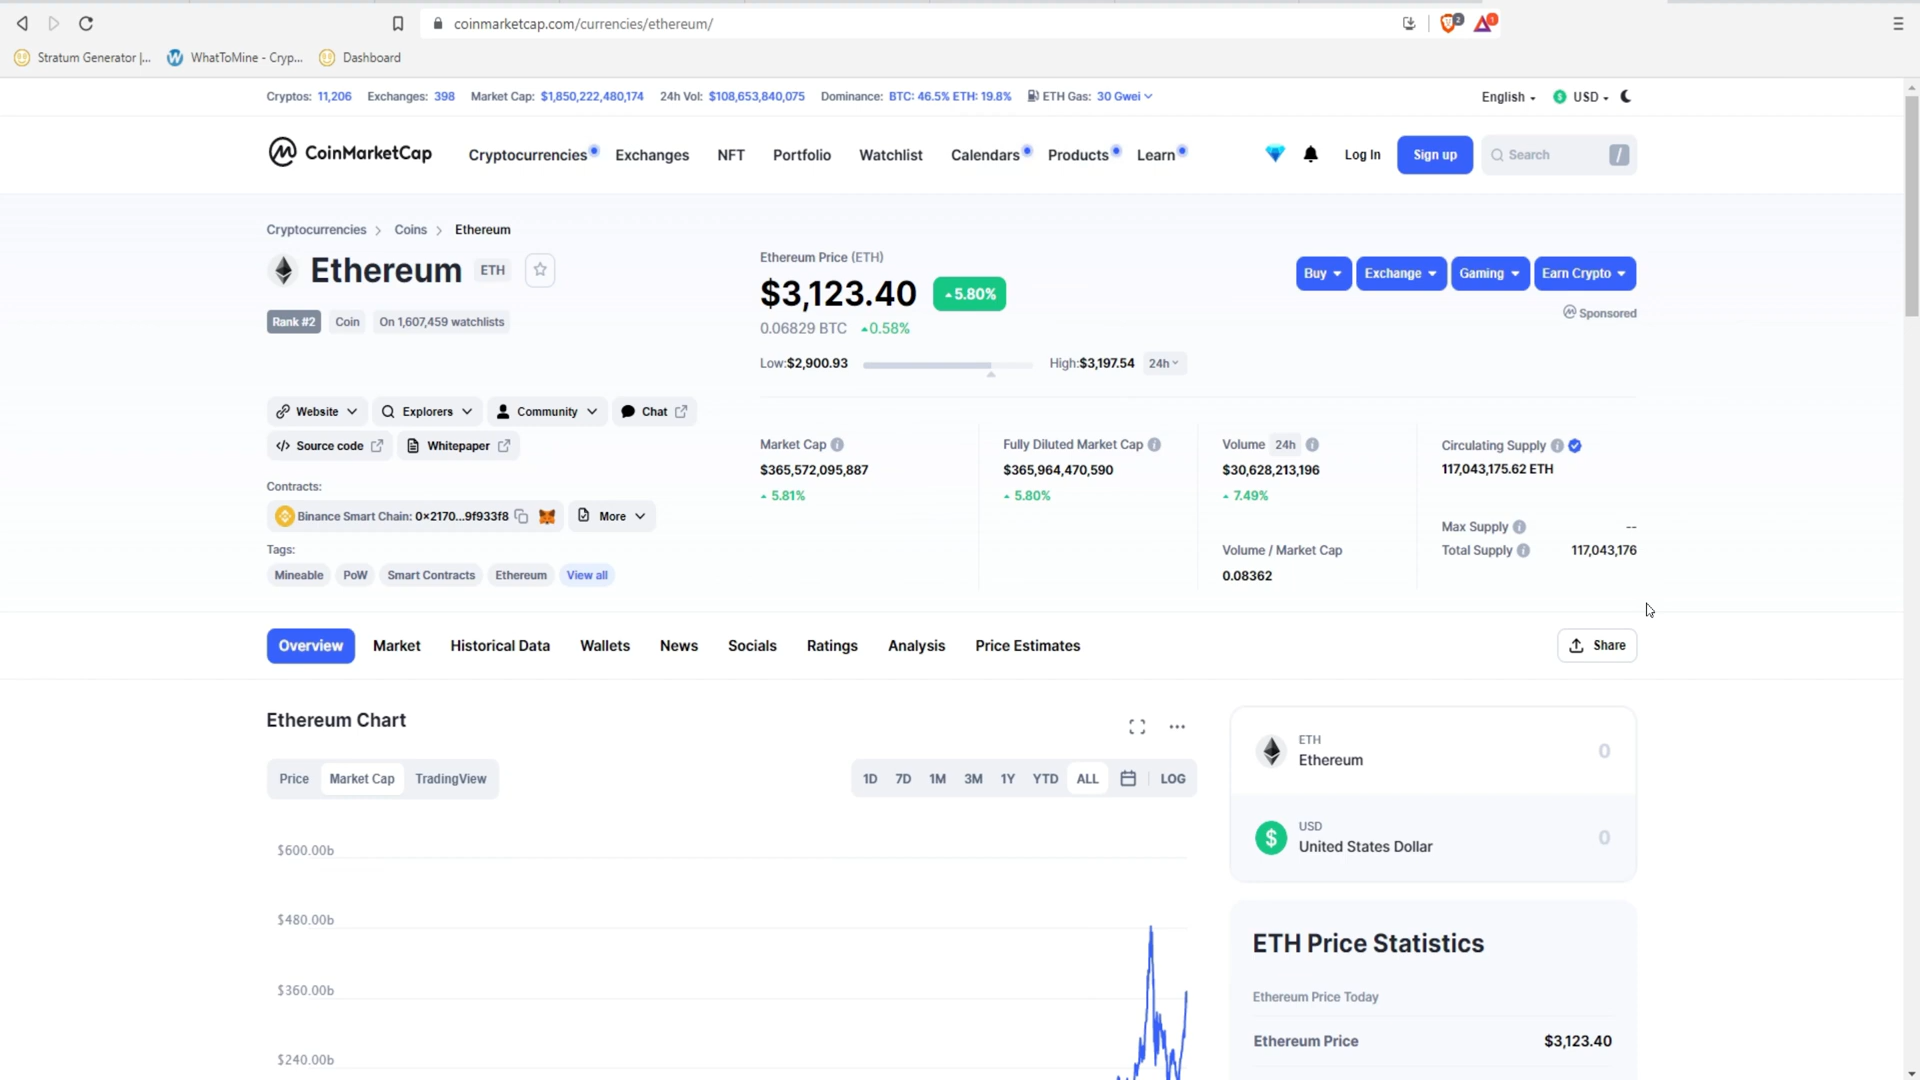 coinmarketcap.com/currencies/ethereum/
2
1
Stratum Generator |... WhatToMine - Cryp... Dashboard
Cryptos: 11,206 Exchanges: 398 Market Cap: $1,850,222,480,174 24h Vol: $108,653,840,075 Dominance: BTC: 46.5% ETH: 19.8% ETH Gas: 30 Gwei
English USD
CoinMarketCap Cryptocurrencies Exchanges NFT Portfolio Watchlist Calendars Products Learn Log In Sign up Search /
Cryptocurrencies > Coins > Ethereum
Ethereum ETH
Rank #2 Coin On 1,607,459 watchlists
Website Explorers Community Chat
Source code Whitepaper
Contracts:
Binance Smart Chain: 0×2170...9f933f8 More
Tags:
Mineable PoW Smart Contracts Ethereum View all
Ethereum Price (ETH)
$3,123.40 5.80%
0.06829 BTC 0.58%
Low:$2,900.93 High:$3,197.54 24h
Buy Exchange Gaming Earn Crypto
Sponsored
Market Cap
$365,572,095,887
5.81%
Fully Diluted Market Cap
$365,964,470,590
5.80%
Volume 24h
$30,628,213,196
7.49%
Volume / Market Cap
0.08362
Circulating Supply
117,043,175.62 ETH
Max Supply --
Total Supply 117,043,176
Overview Market Historical Data Wallets News Socials Ratings Analysis Price Estimates Share
Ethereum Chart
Price Market Cap TradingView 1D 7D 1M 3M 1Y YTD ALL LOG
$600.00b
$480.00b
$360.00b
$240.00b
ETH
Ethereum 0
USD
United States Dollar 0
$
ETH Price Statistics
Ethereum Price Today
Ethereum Price $3,123.40